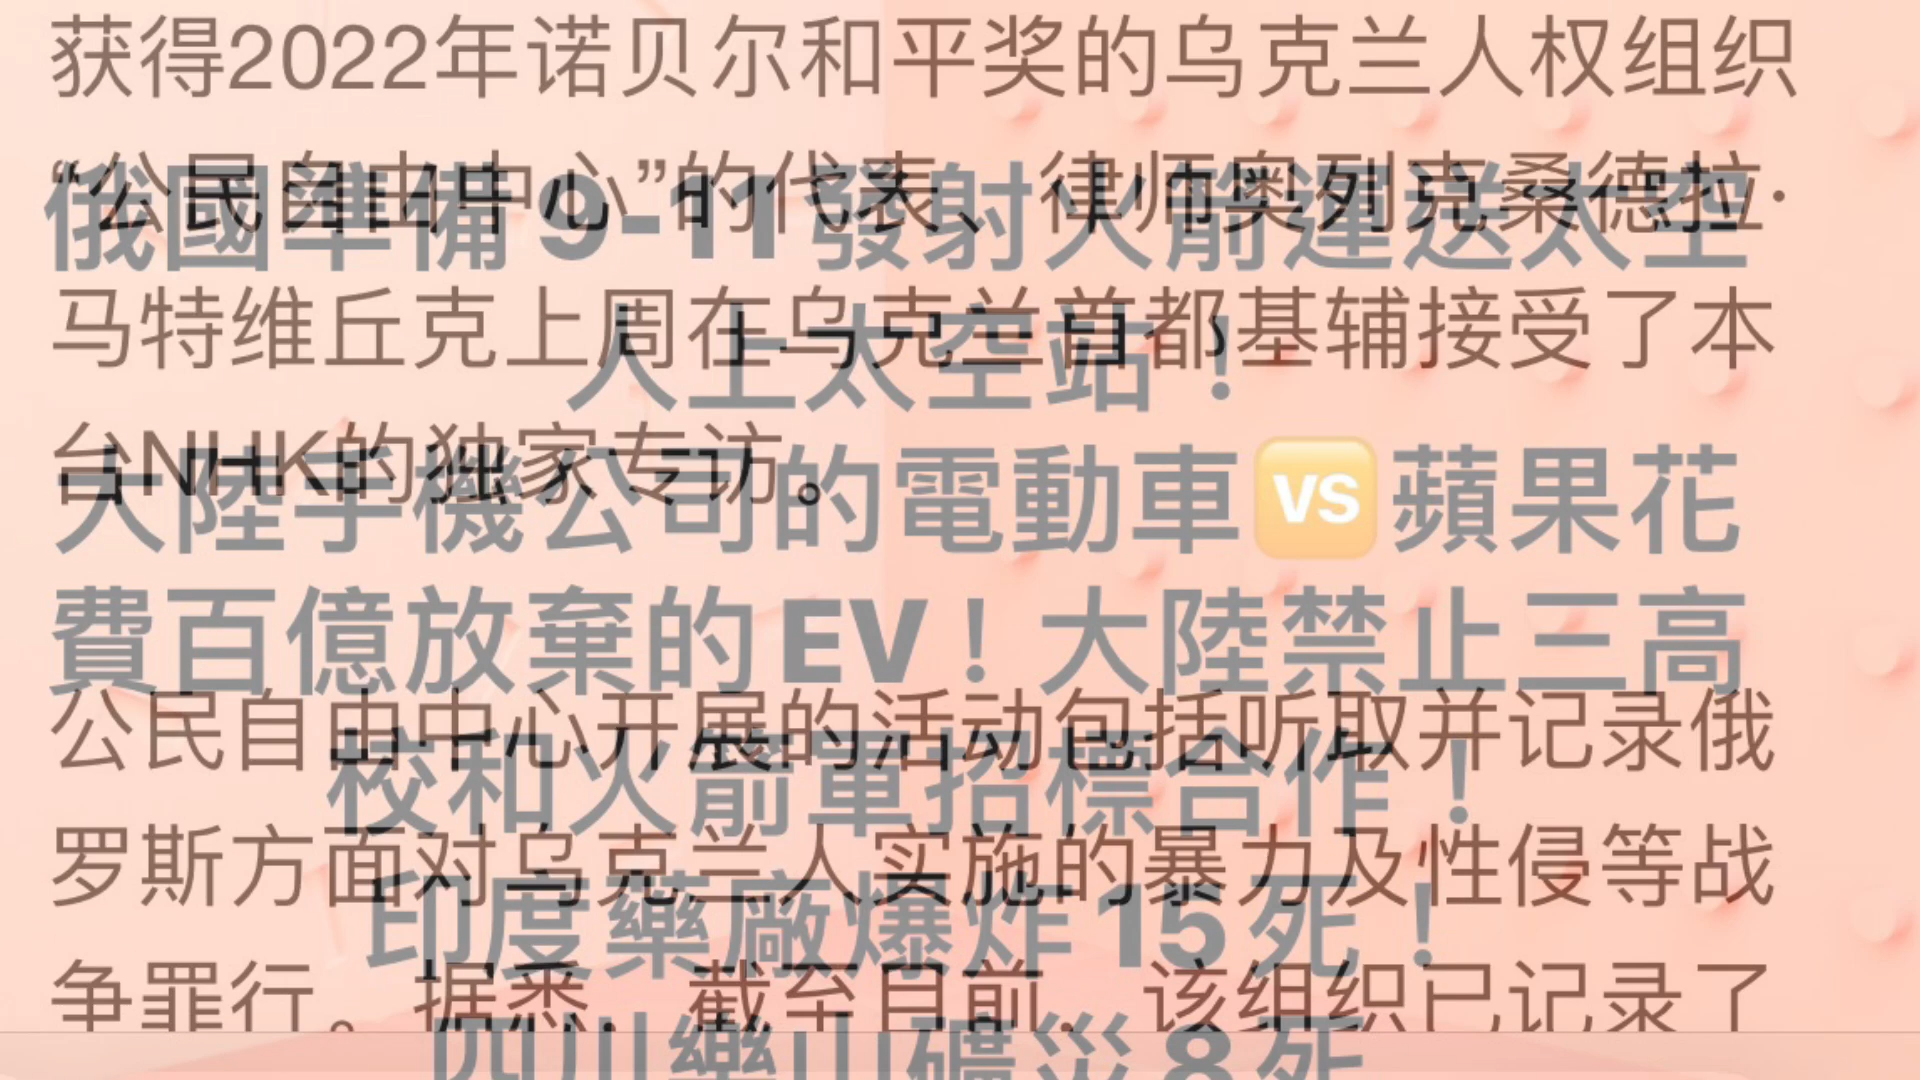 获得2022年诺贝尔和平奖的乌克兰人权组织
“公民自由中心”的代表、律师奥列克桑德拉·
俄國準備9-11發射火箭運送太空
马特维丘克上周在乌克兰首都基辅接受了本
人上太空站！
台NHK的独家专访。
大陸手機公司的電動車🆚蘋果花
費百億放棄的EV！大陸禁止三高
公民自由中心开展的活动包括听取并记录俄
校和火箭軍招標合作！
罗斯方面对乌克兰人实施的暴力及性侵等战
印度藥廠爆炸15死！
争罪行。据悉，截至目前，该组织已记录了
四川樂山礦災8死